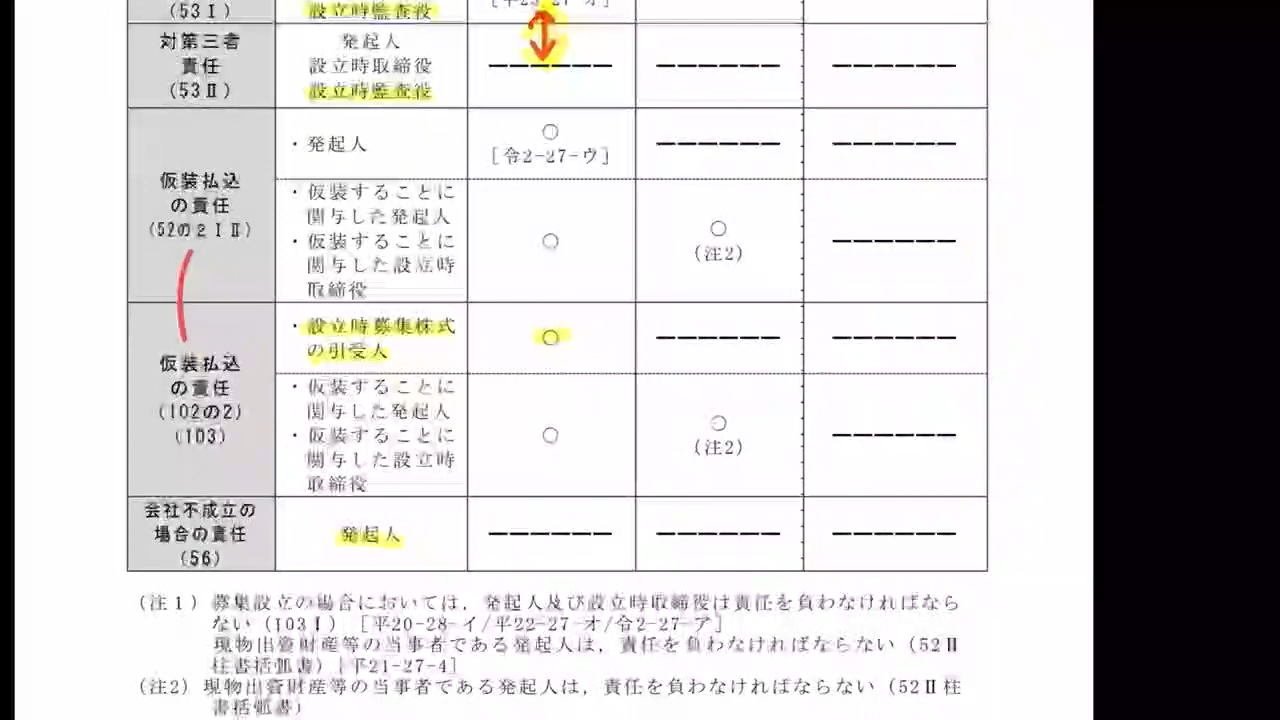 (53Ⅰ)
設立時監査役
[平23-27-オ]
対第三者
責任
(53Ⅱ)
発起人
設立時取締役
設立時監査役
仮装払込
の責任
(52の2ⅠⅡ)
・発起人
○
[令2-27-ウ]
・仮装することに
関与した発起人
・仮装することに
関与した設立時
取締役
○
○
(注2)
仮装払込
の責任
(102の2)
(103)
・設立時募集株式
の引受人
○
・仮装することに
関与した発起人
・仮装することに
関与した設立時
取締役
○
○
(注2)
会社不成立の
場合の責任
(56)
発起人
(注1) 募集設立の場合においては,発起人及び設立時取締役は責任を負わなければなら
ない(103Ⅰ)[平20-28-イ/平22-27-オ/令2-27-ア]
現物出資財産等の当事者である発起人は,責任を負わなければならない(52Ⅱ
柱書括弧書)[平21-27-4]
(注2) 現物出資財産等の当事者である発起人は,責任を負わなければならない(52Ⅱ柱
書括弧書)